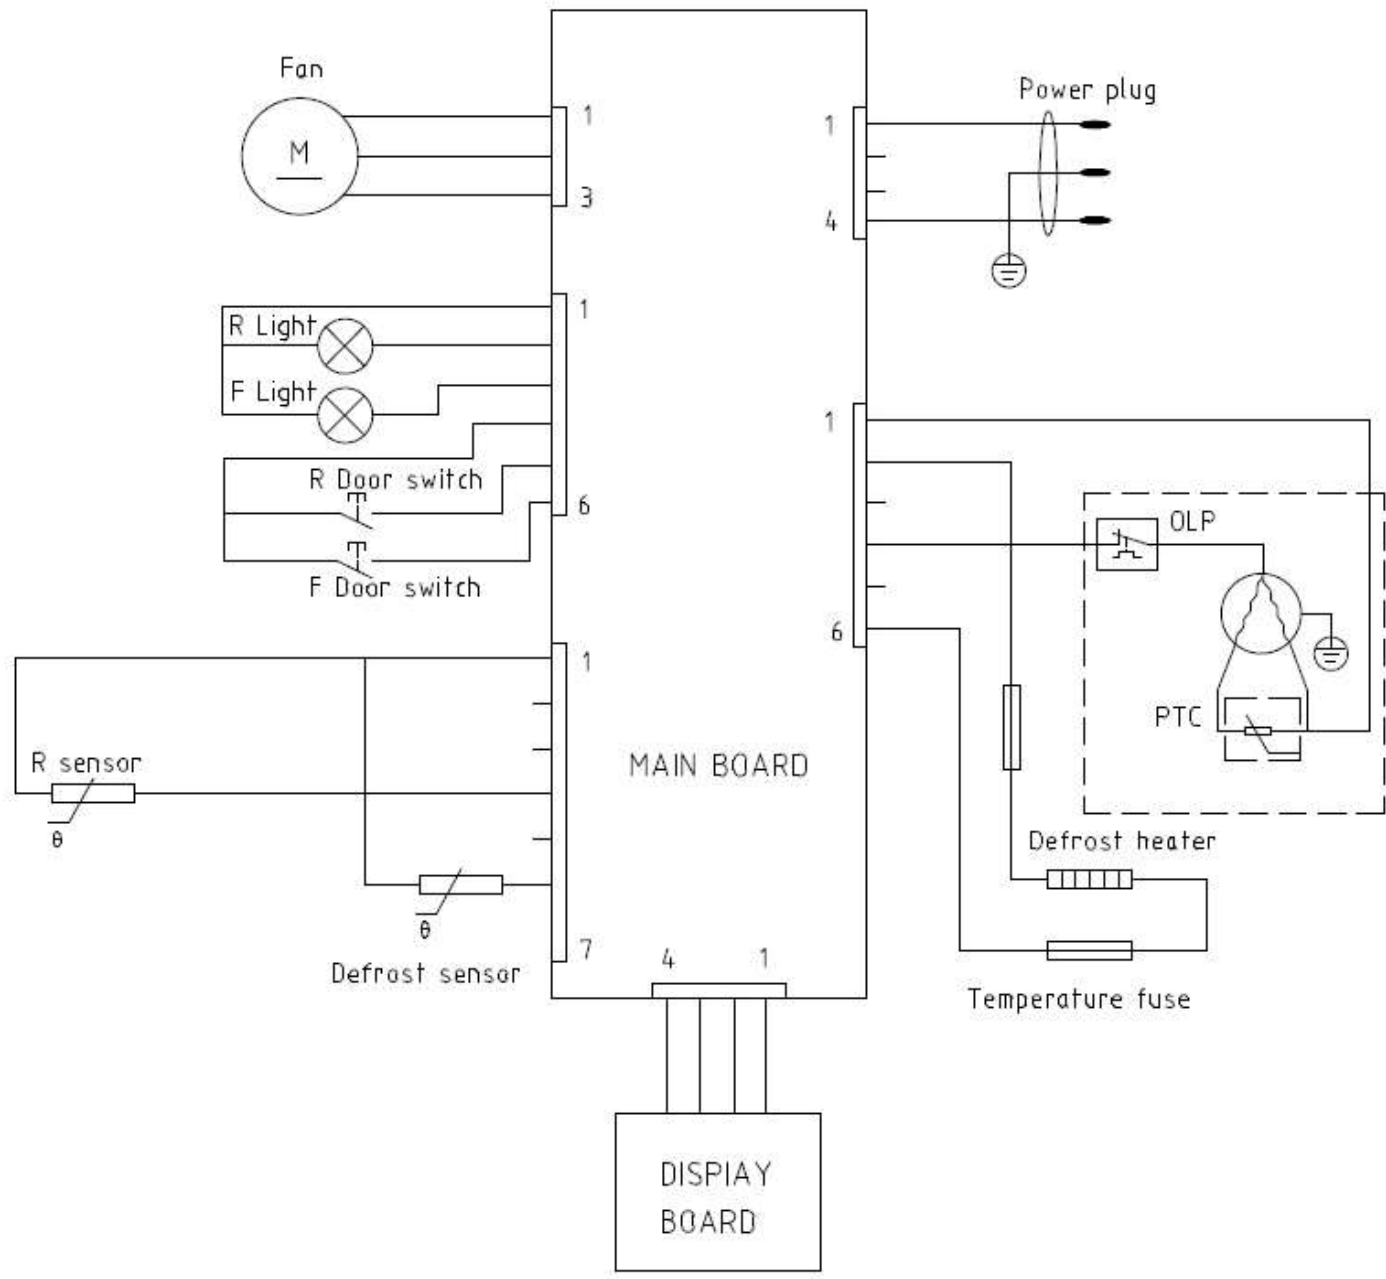 Fan
M
1
3
Power plug
1
4
R Light
F Light
1
R Door switch
6
F Door switch
1
OLP
6
PTC
1
R sensor
θ
MAIN BOARD
Defrost heater
θ
7
Defrost sensor
4 1
Temperature fuse
DISPIAY
BOARD